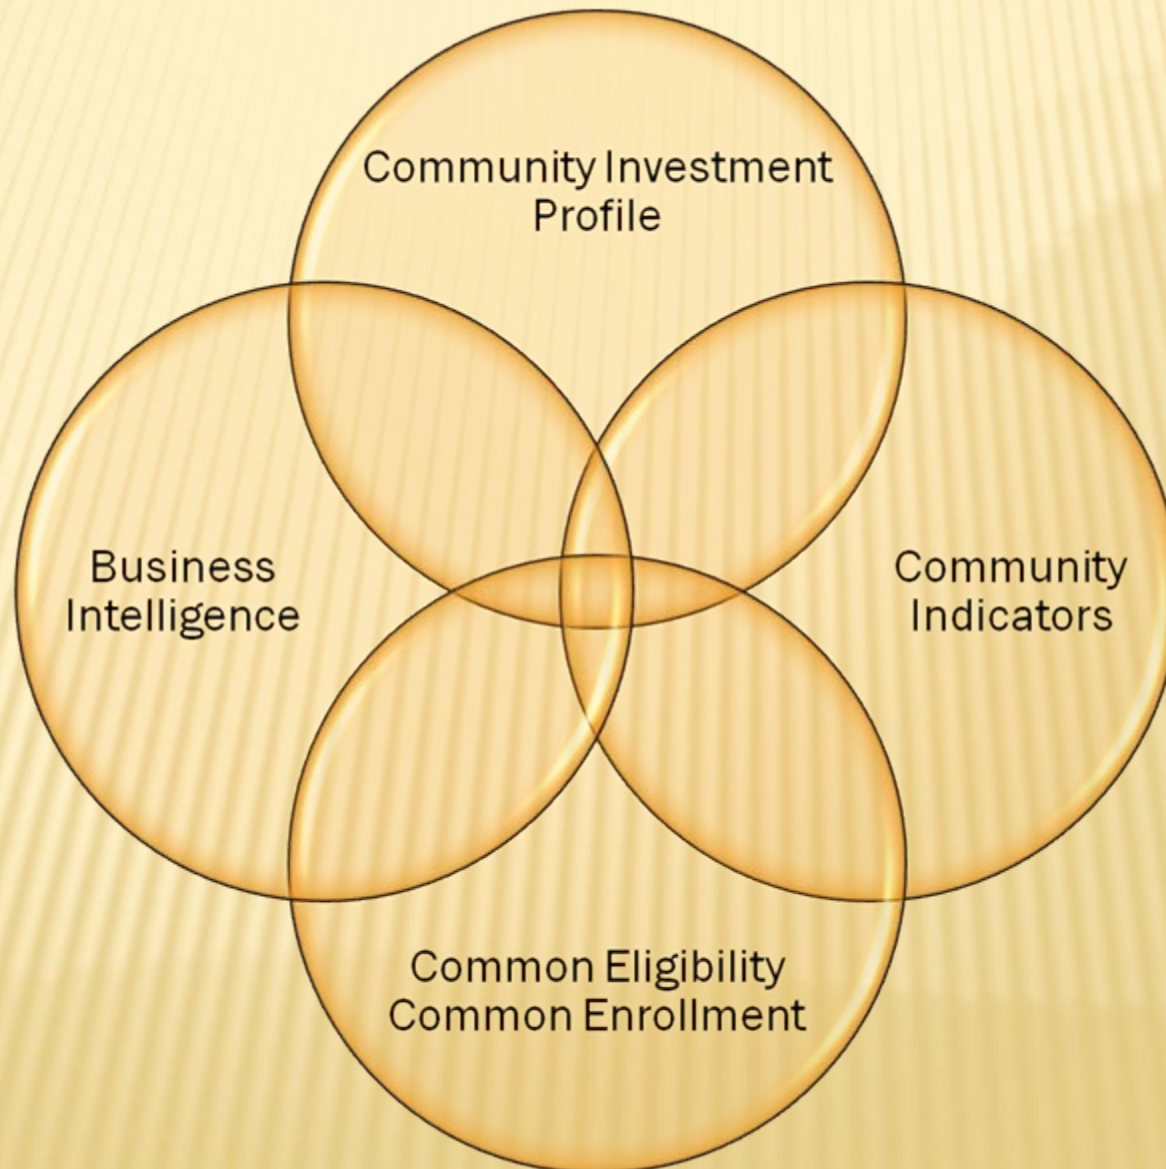 Community Investment
Profile
Business
Intelligence
Community
Indicators
Common Eligibility
Common Enrollment